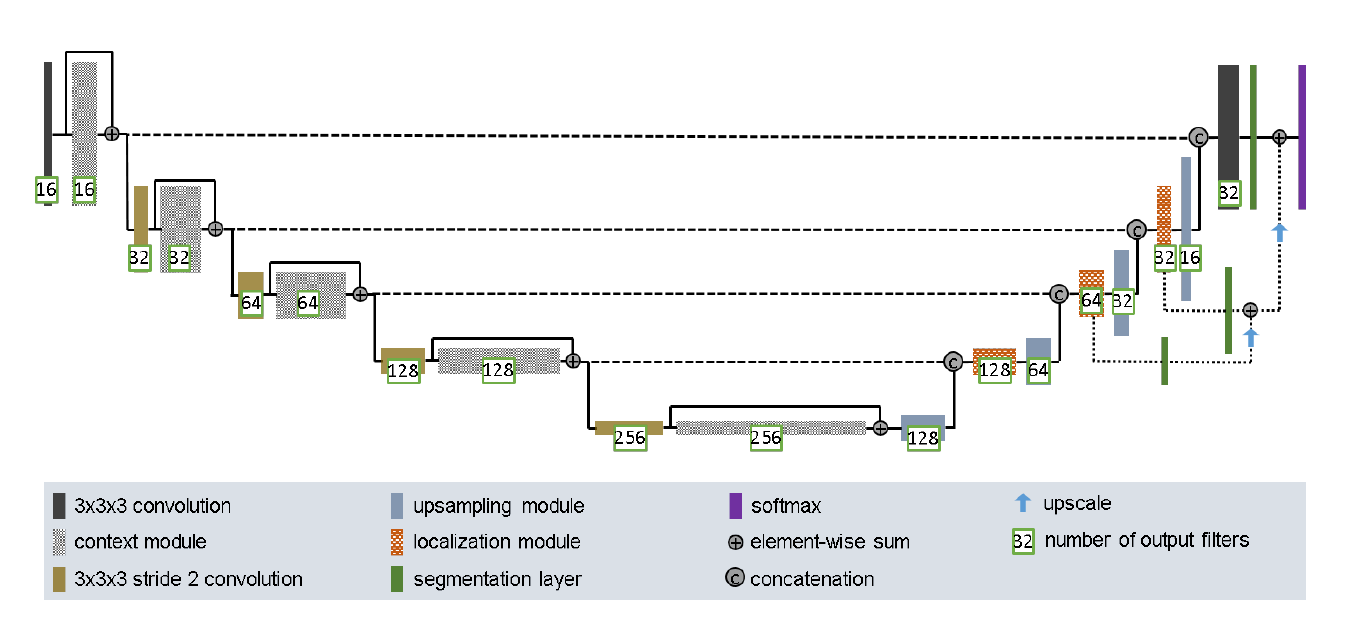 C
16 16 32
C
32 32 32 16
64 64 C 64 32
128 128 C 128 64
256 256 128
3x3x3 convolution upsampling module softmax upscale
context module localization module element-wise sum 32 number of output filters
3x3x3 stride 2 convolution segmentation layer C concatenation